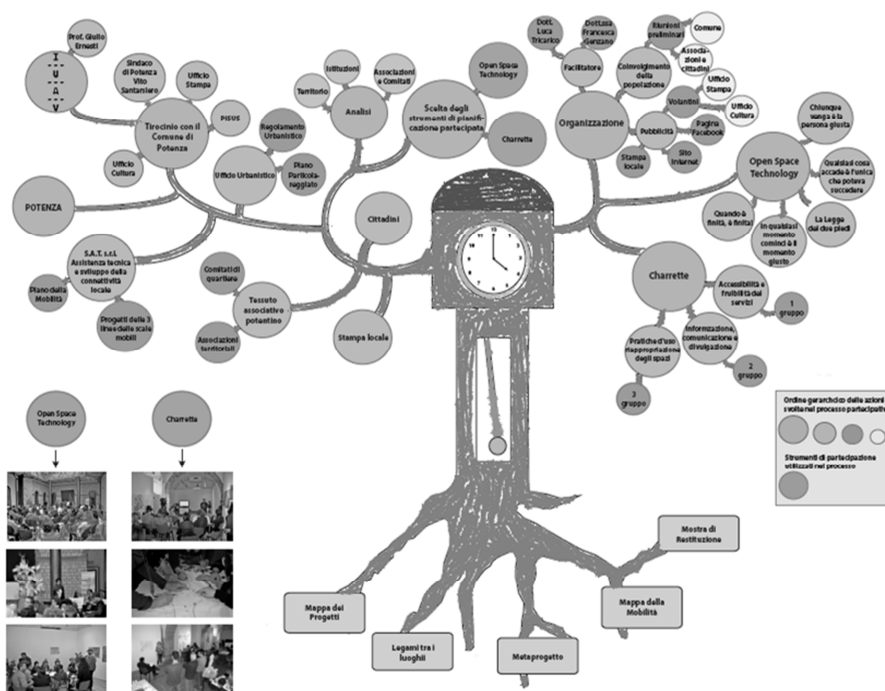 I
U
A
V
Prof. Giulio
Ernesti
Sindaco
di Potenza
Vito
Santarsiero
Ufficio
Stampa
Tirocinio con il
Comune di
Potenza
PISUS
Ufficio
Cultura
Regolamento
Urbanistico
Ufficio Urbanistico
Piano
Particola-
reggiato
POTENZA
S.A.T. s.r.l.
Assistenza tecnica
e sviluppo della
connettività
locale
Piano della
Mobilità
Progetti delle 3
linee delle scale
mobili
Istituzioni
Territorio
Analisi
Associazioni
e Comitati
Scelta degli
strumenti di pianifi-
cazione partecipata
Open Space
Technology
Charrette
Cittadini
Comitati di
quartiere
Tessuto
associativo
potentino
Associazioni
territoriali
Stampa locale
Dott.
Luca
Tricarico
Dott.ssa
Francesca
Genzano
Facilitatore
Riunioni
preliminari
Comune
Associa-
zioni e
cittadini
Coinvolgimento
della
popolazione
Organizzazione
Ufficio
Stampa
Volantini
Ufficio
Cultura
Pubblicità
Pagina
Facebook
Stampa
locale
Sito
Internet
Open Space
Technology
Chiunque
venga è la
persona giusta
Qualsiasi cosa
accade è l'unica
che poteva
succedere
La Legge
dei due piedi
In qualsiasi
momento
cominci è il
momento
giusto
Quando è
finita, è finita!
Charrette
Accessibilità e
fruibilità dei
servizi
1
gruppo
Informzazione,
comunicazione e
divulgazione
2
gruppo
Pratiche d'uso
riappropriazione
degli spazi
3
gruppo
Open Space
Technology
Charrette
Ordine gerarchcico delle azioni
svolte nel processo partecipati
Strumenti di partecipazione
utilizzati nel processo
Mostra di
Restituzione
Mappa dei
Progetti
Mappa della
Mobilità
Legami tra i
luoghii
Metaprogetto